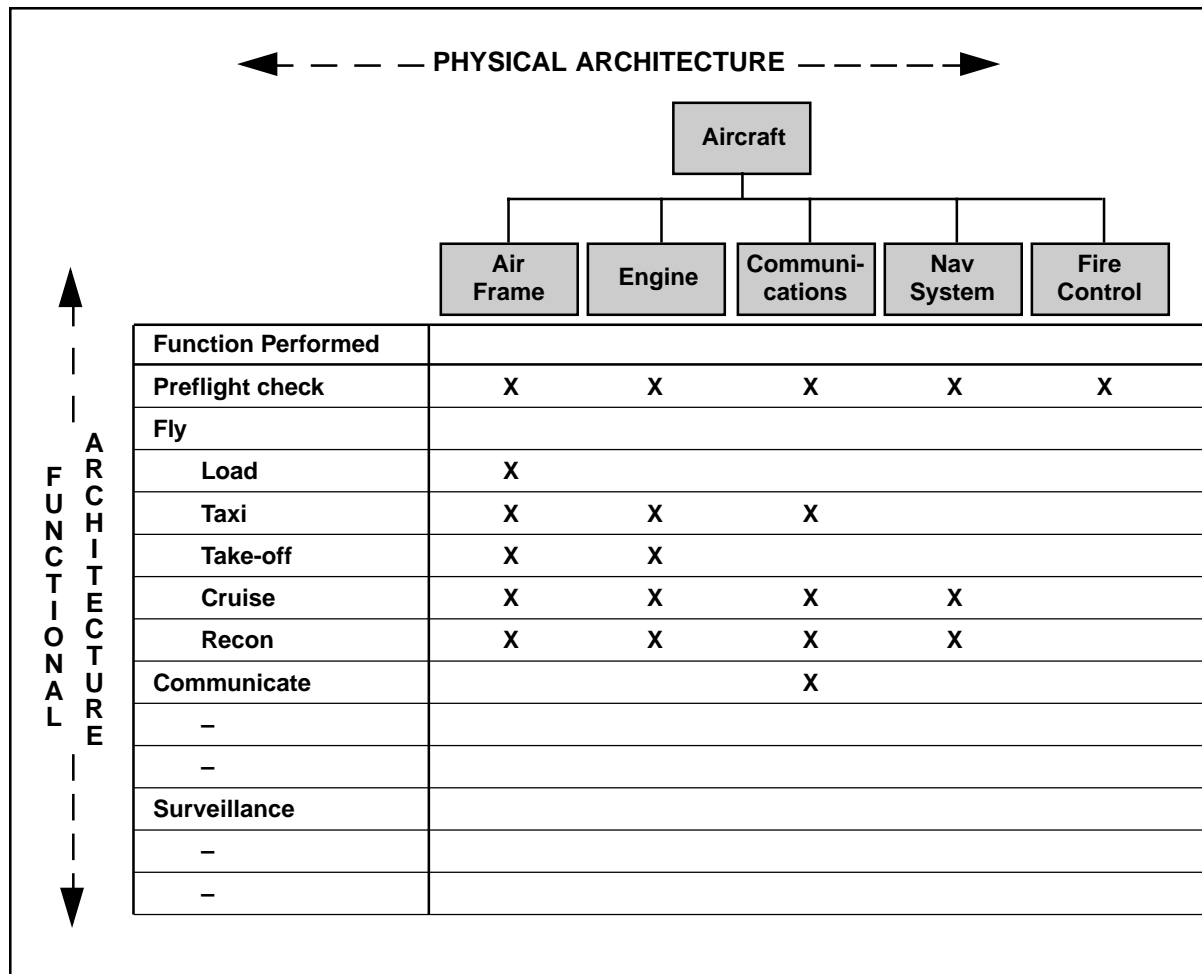 PHYSICAL ARCHITECTURE
Aircraft
Air
Frame
Engine
Communi-
cations
Nav
System
Fire
Control
FUNCTIONAL
ARCHITECTURE
Function Performed
Preflight check X X X X X
Fly
Load X
Taxi X X X
Take-off X X
Cruise X X X X
Recon X X X X
Communicate X
–
–
Surveillance
–
–